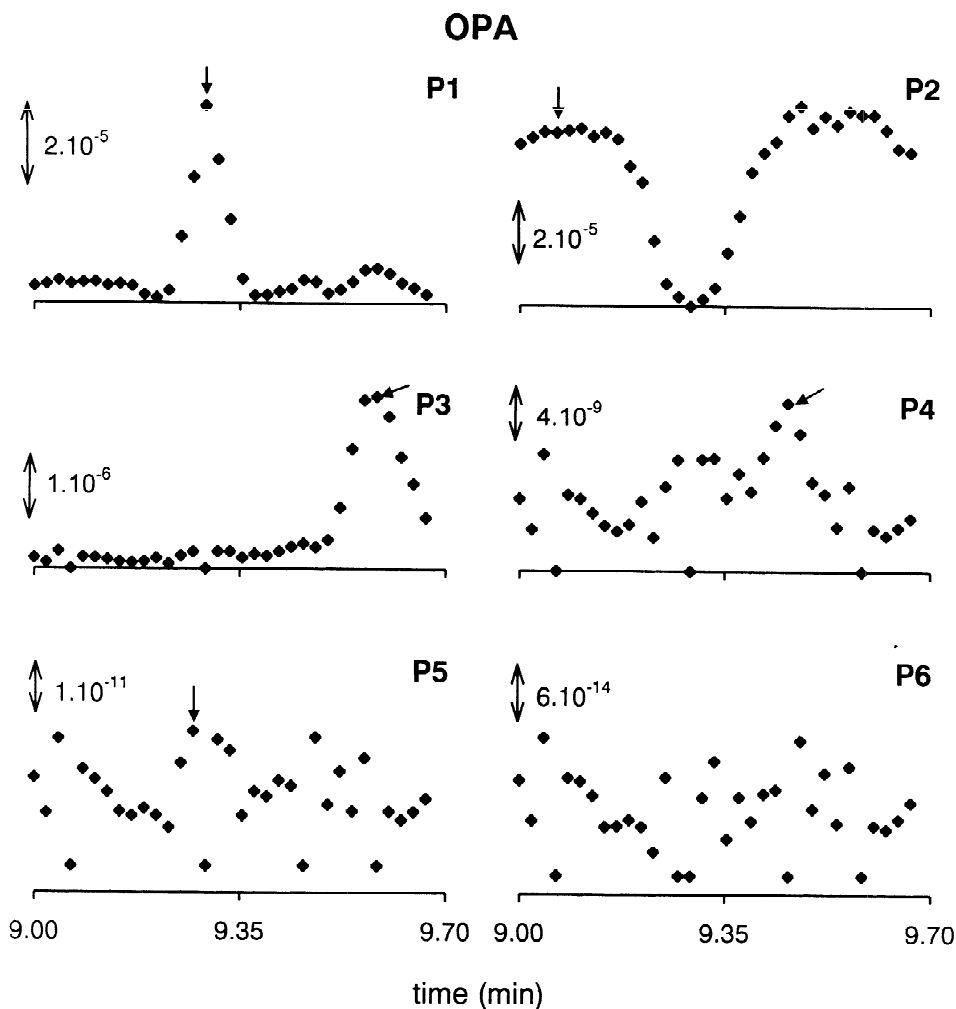 OPA
P1
2.10⁻⁵
P2
2.10⁻⁵
P3
1.10⁻⁶
P4
4.10⁻⁹
P5
1.10⁻¹¹
P6
6.10⁻¹⁴
9.00 9.35 9.70 9.00 9.35 9.70
time (min)